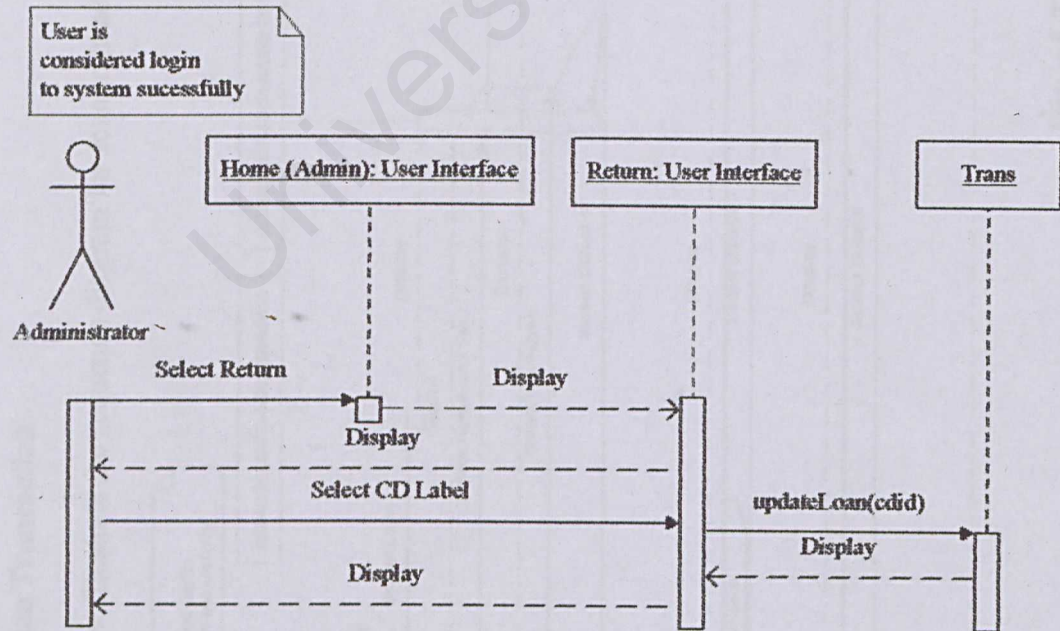 User is
considered login
to system sucessfully
Home (Admin): User Interface
Return: User Interface
Trans
Administrator
Select Return
Display
Display
Select CD Label
updateLoan(cdid)
Display
Display
Univers